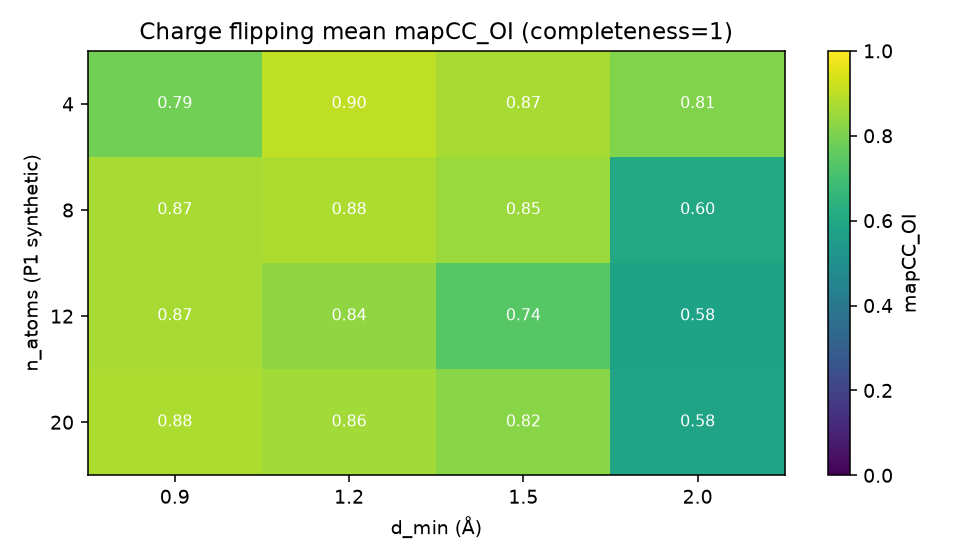 Charge flipping mean mapCC_OI (completeness=1)
n_atoms (P1 synthetic)
4 0.79 0.90 0.87 0.81
8 0.87 0.88 0.85 0.60
12 0.87 0.84 0.74 0.58
20 0.88 0.86 0.82 0.58
0.9 1.2 1.5 2.0
d_min (Å)
1.0
0.8
0.6
0.4
0.2
0.0
mapCC_OI